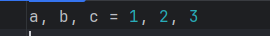 a, b, c = 1, 2, 3